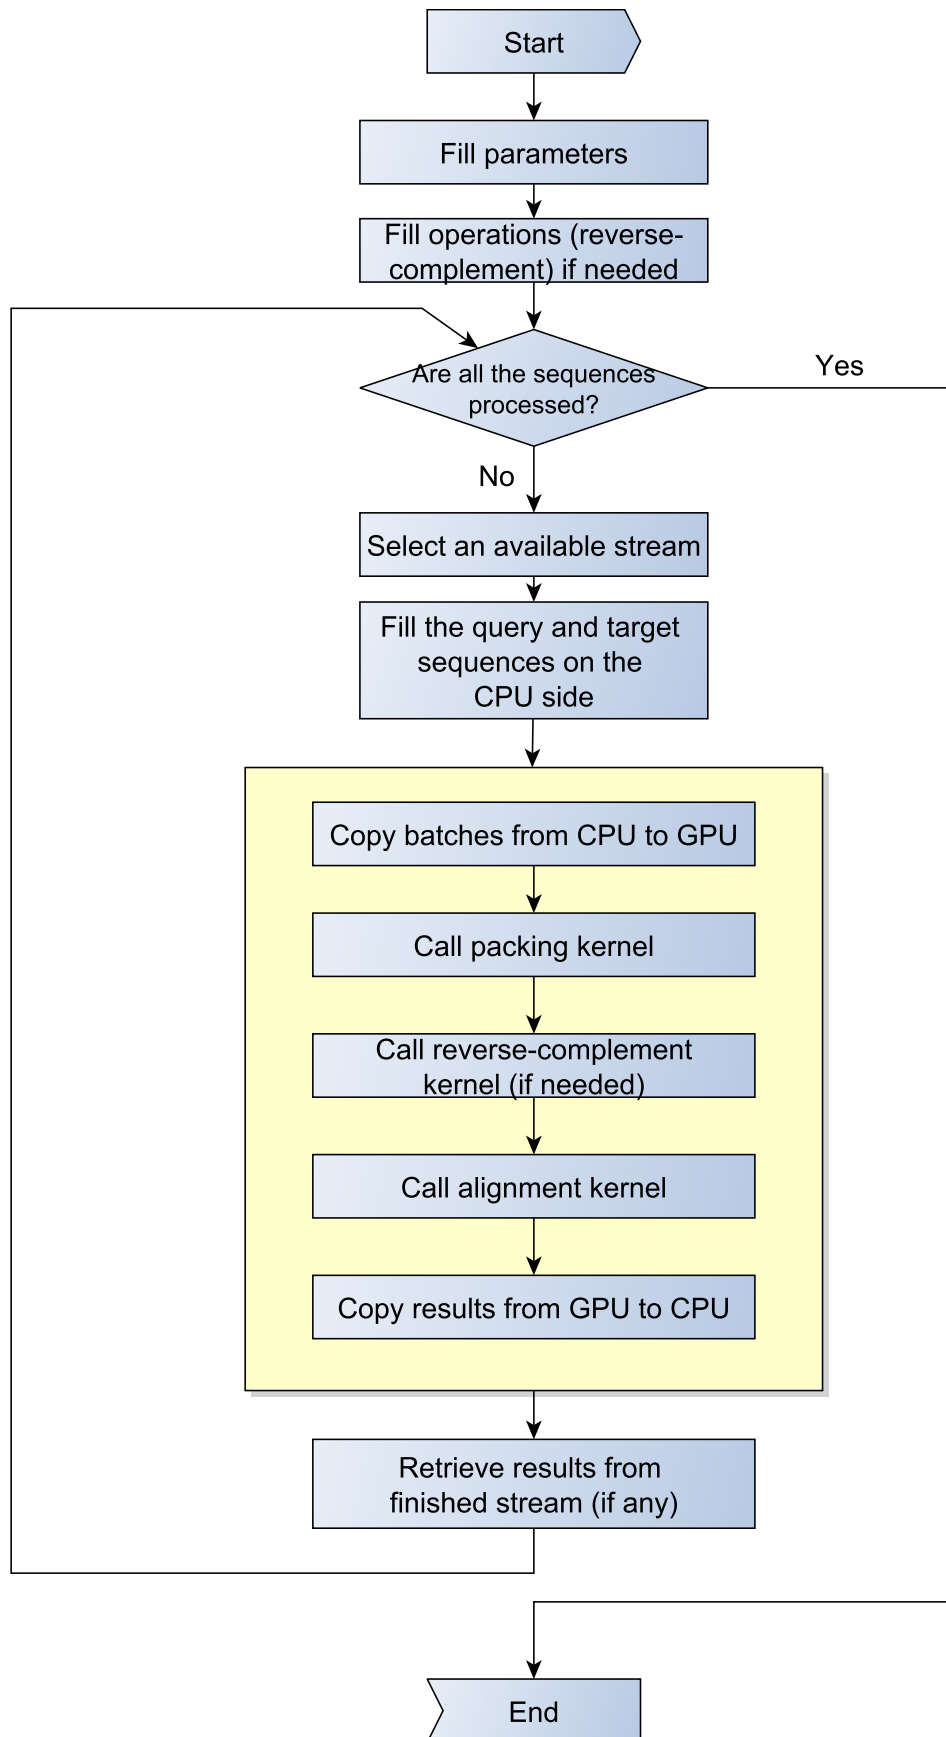 Start
Fill parameters
Fill operations (reverse-
complement) if needed
Are all the sequences
processed?
Yes
No
Select an available stream
Fill the query and target
sequences on the
CPU side
Copy batches from CPU to GPU
Call packing kernel
Call reverse-complement
kernel (if needed)
Call alignment kernel
Copy results from GPU to CPU
Retrieve results from
finished stream (if any)
End